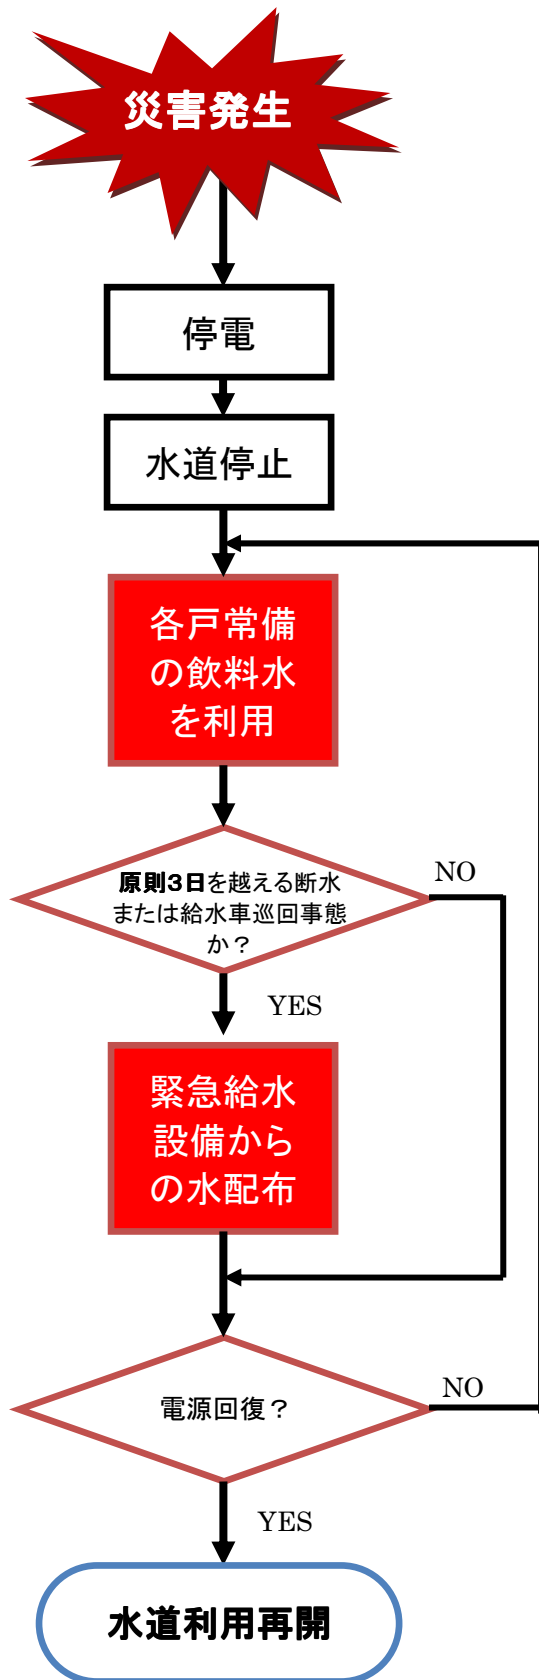 災害発生
停電
水道停止
各戸常備
の飲料水
を利用
原則3日を越える断水
または給水車巡回事態
か？
NO
YES
緊急給水
設備から
の水配布
電源回復？
NO
YES
水道利用再開